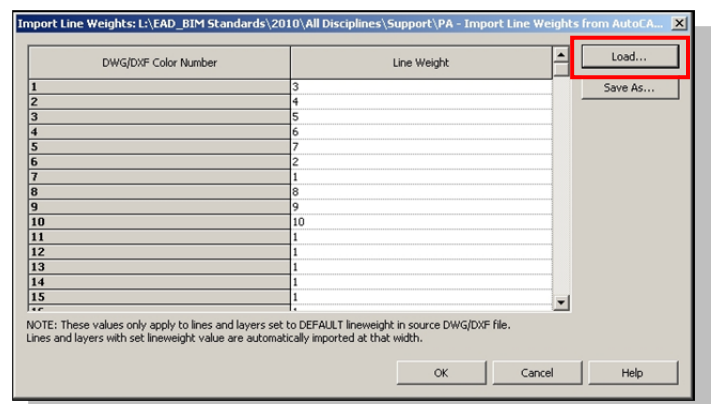 Import Line Weights: L:\EAD_BIM Standards\2010\All Disciplines\Support\PA - Import Line Weights from AutoCA...
DWG/DXF Color Number Line Weight
Load...
Save As...
1 3
2 4
3 5
4 6
5 7
6 2
7 1
8 8
9 9
10 10
11 1
12 1
13 1
14 1
15 1
NOTE: These values only apply to lines and layers set to DEFAULT lineweight in source DWG/DXF file.
Lines and layers with set lineweight value are automatically imported at that width.
OK Cancel Help